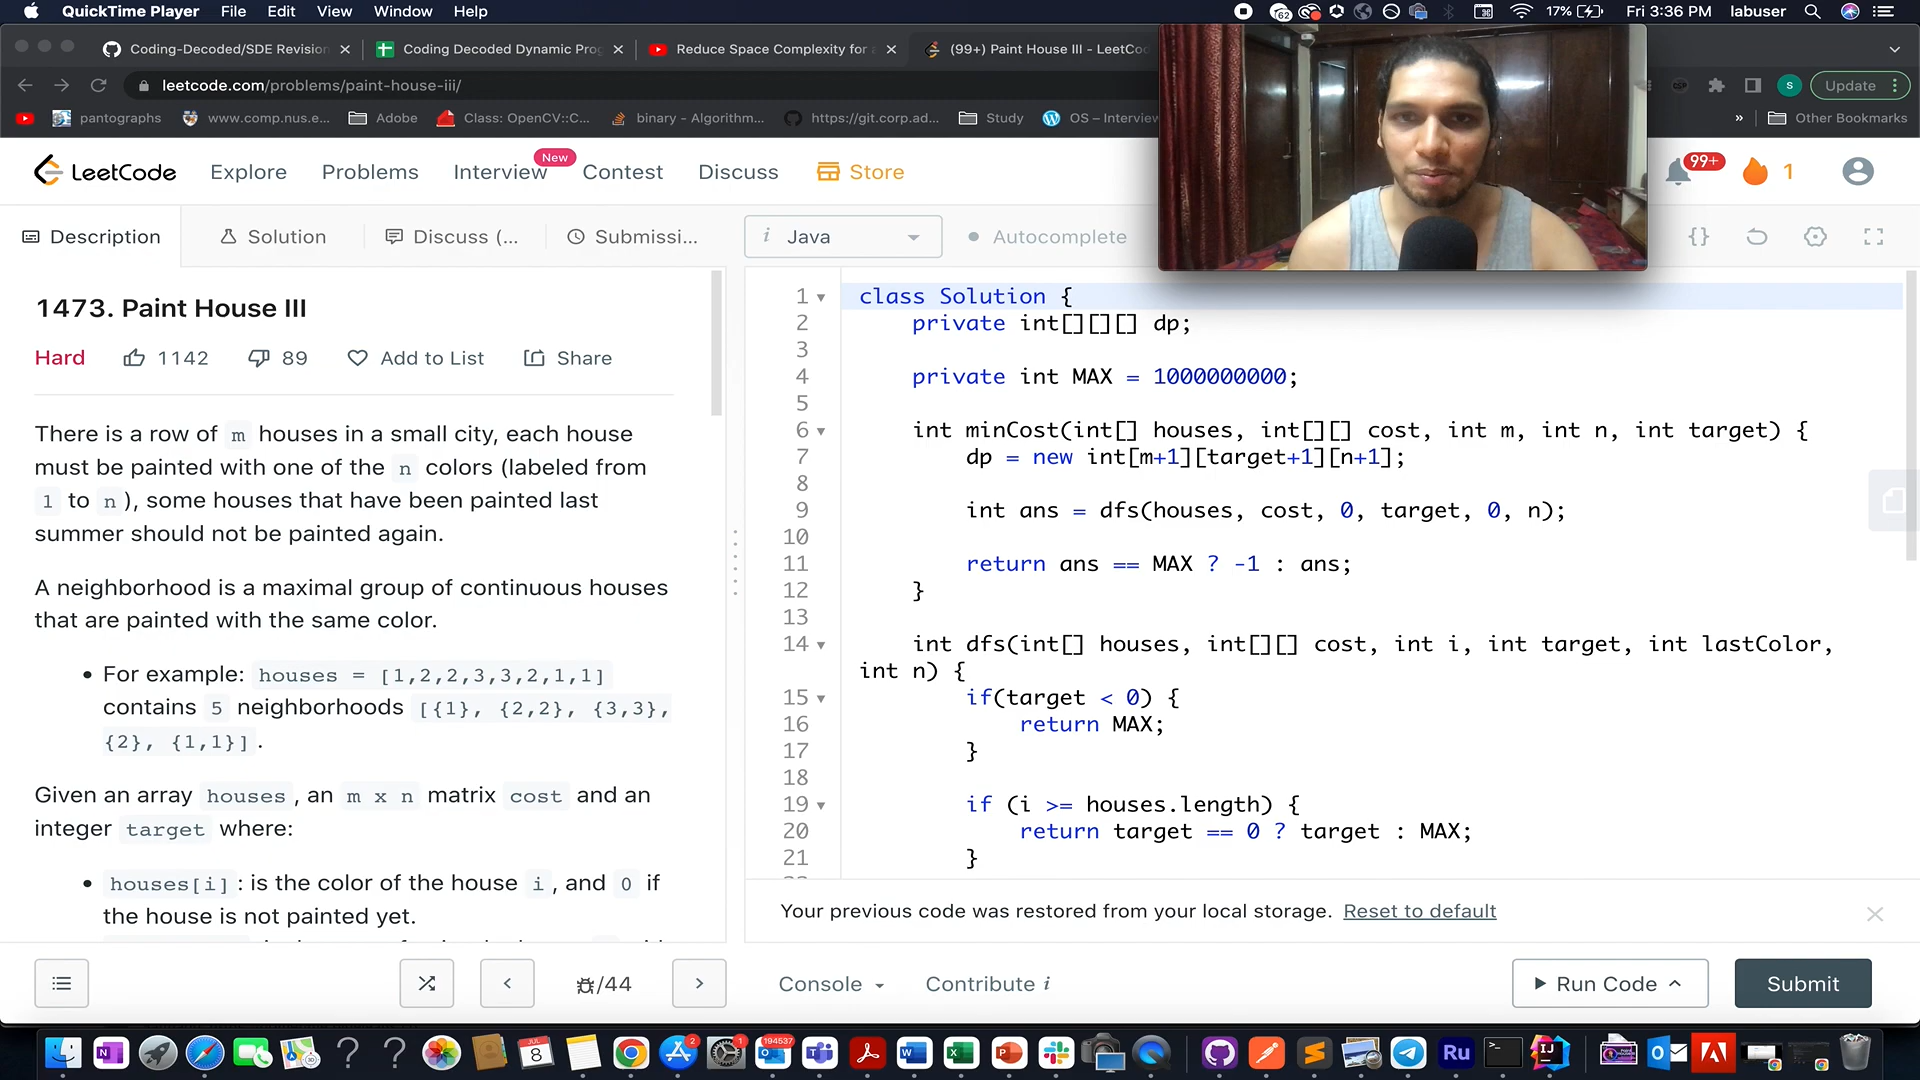 QuickTime Player File Edit View Window Help 62 17% Fri 3:36 PM labuser
Coding-Decoded/SDE Revision Coding Decoded Dynamic Prog Reduce Space Complexity for (99+) Paint House III - LeetCo
leetcode.com/problems/paint-house-iii/ S Update
pantographs www.comp.nus.e... Adobe Class: OpenCV::C... binary - Algorithm... https://git.corp.ad... Study OS – Interview » Other Bookmarks
LeetCode Explore Problems Interview New Contest Discuss Store 99+ 1
Description Solution Discuss (... Submissi... i Java Autocomplete {}
1473. Paint House III
Hard 1142 89 Add to List Share
There is a row of m houses in a small city, each house
must be painted with one of the n colors (labeled from
1 to n ), some houses that have been painted last
summer should not be painted again.
A neighborhood is a maximal group of continuous houses
that are painted with the same color.
• For example: houses = [1,2,2,3,3,2,1,1]
contains 5 neighborhoods [{1}, {2,2}, {3,3},
{2}, {1,1}] .
Given an array houses , an m x n matrix cost and an
integer target where:
• houses[i] : is the color of the house i , and 0 if
the house is not painted yet.
1 class Solution {
2 private int[][][] dp;
3
4 private int MAX = 1000000000;
5
6 int minCost(int[] houses, int[][] cost, int m, int n, int target) {
7 dp = new int[m+1][target+1][n+1];
8
9 int ans = dfs(houses, cost, 0, target, 0, n);
10
11 return ans == MAX ? -1 : ans;
12 }
13
14 int dfs(int[] houses, int[][] cost, int i, int target, int lastColor,
int n) {
15 if(target < 0) {
16 return MAX;
17 }
18
19 if (i >= houses.length) {
20 return target == 0 ? target : MAX;
21 }
Your previous code was restored from your local storage. Reset to default
/44 Console Contribute i Run Code Submit
2 JUL 8 1 194537 Ru IJ